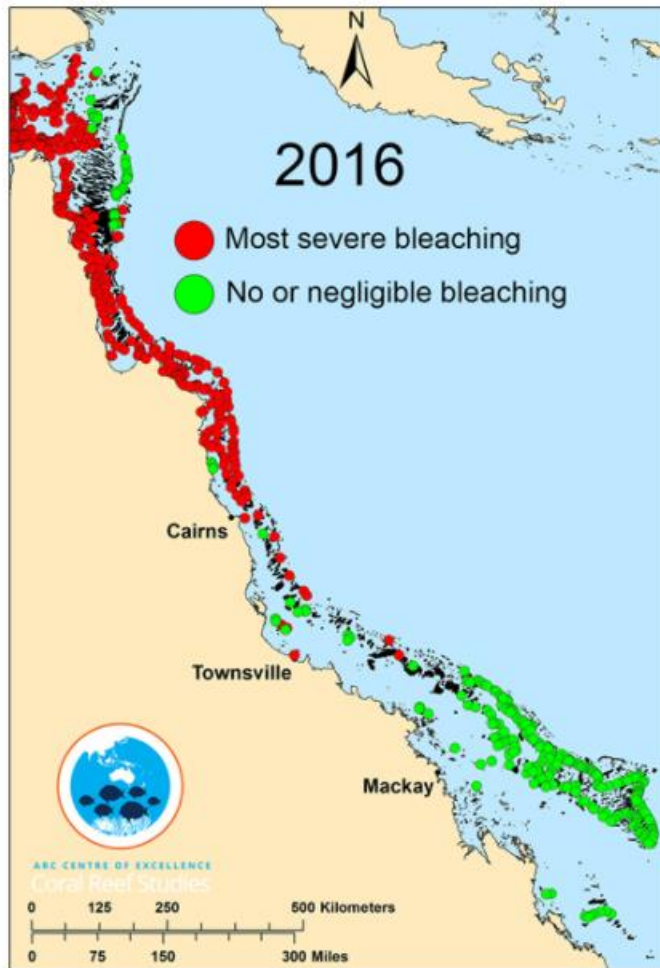 N
2016
Most severe bleaching
No or negligible bleaching
Cairns
Townsville
Mackay
ARC CENTRE OF EXCELLENCE
Coral Reef Studies
0 125 250 500 Kilometers
0 75 150 300 Miles